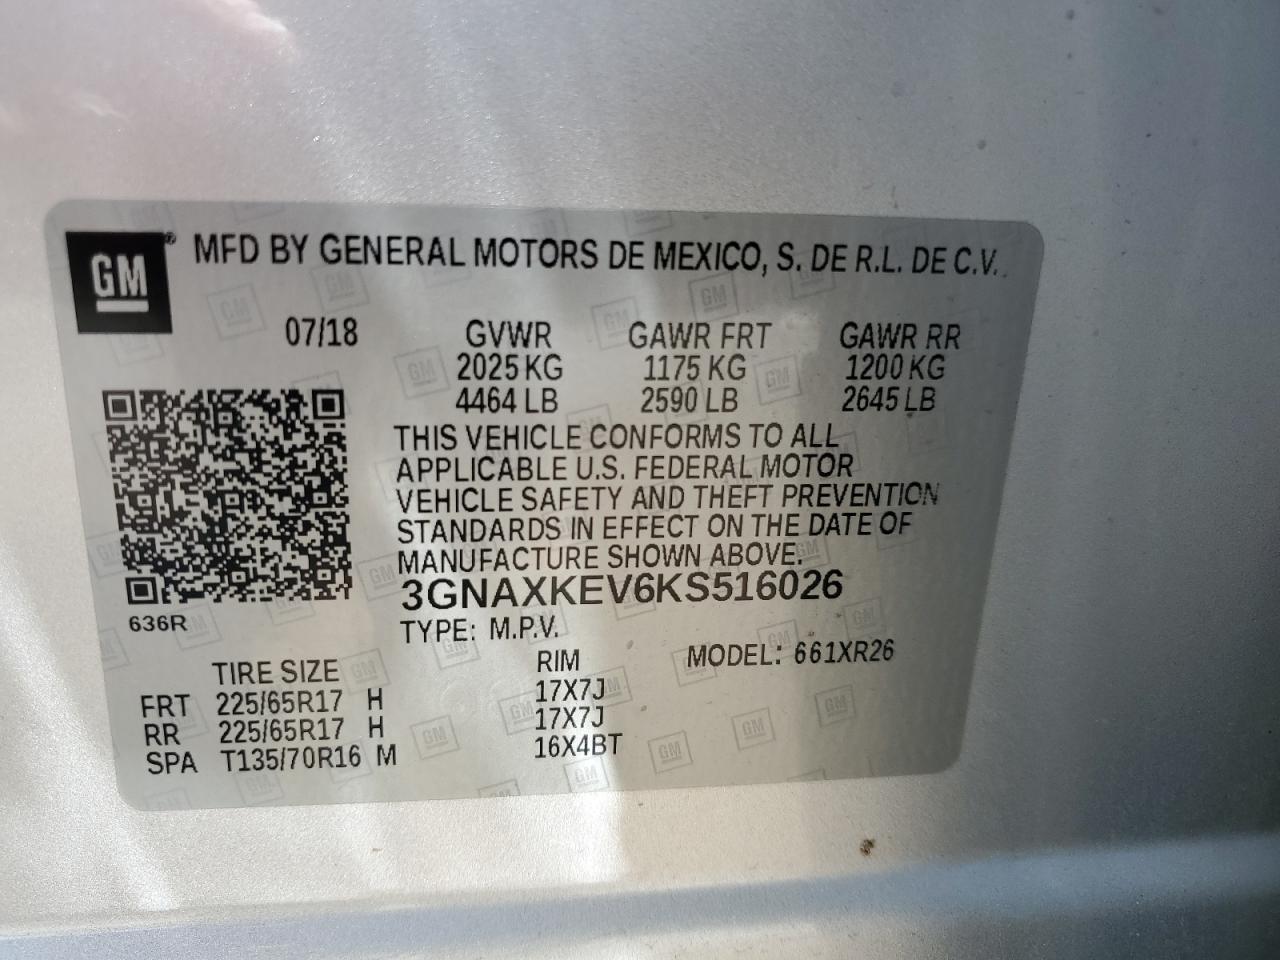 GM® MFD BY GENERAL MOTORS DE MEXICO, S. DE R.L. DE C.V.
07/18 GVWR GAWR FRT GAWR RR
2025 KG 1175 KG 1200 KG
4464 LB 2590 LB 2645 LB
THIS VEHICLE CONFORMS TO ALL
APPLICABLE U.S. FEDERAL MOTOR
VEHICLE SAFETY AND THEFT PREVENTION
STANDARDS IN EFFECT ON THE DATE OF
MANUFACTURE SHOWN ABOVE.
3GNAXKEV6KS516026
636R
TYPE: M.P.V.
TIRE SIZE RIM MODEL: 661XR26
FRT 225/65R17 H 17X7J
RR 225/65R17 H 17X7J
SPA T135/70R16 M 16X4BT